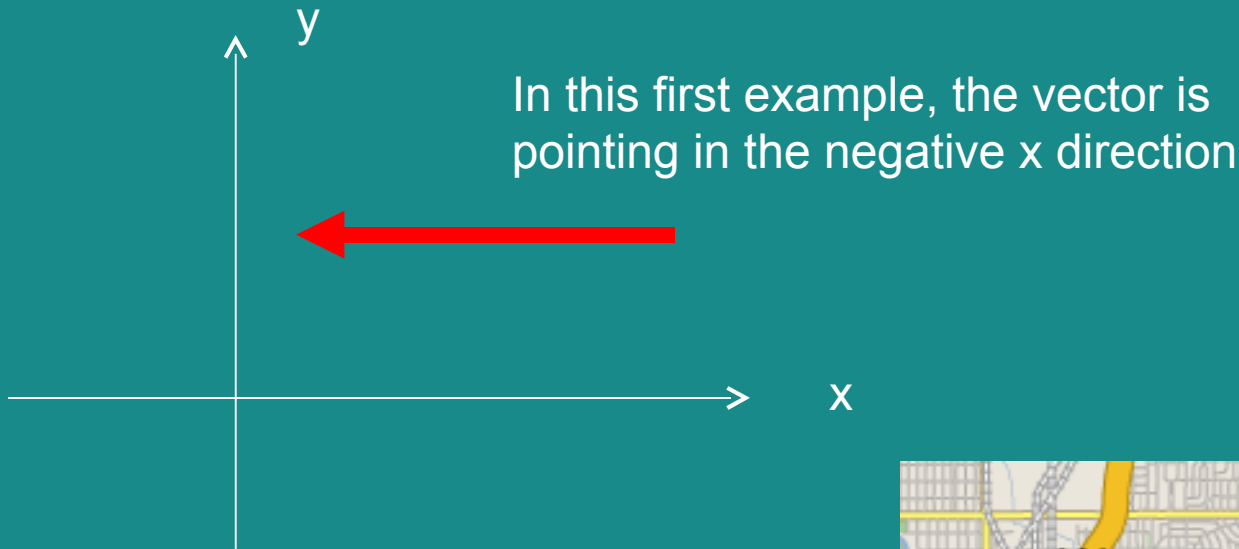 y
In this first example, the vector is
pointing in the negative x direction
x